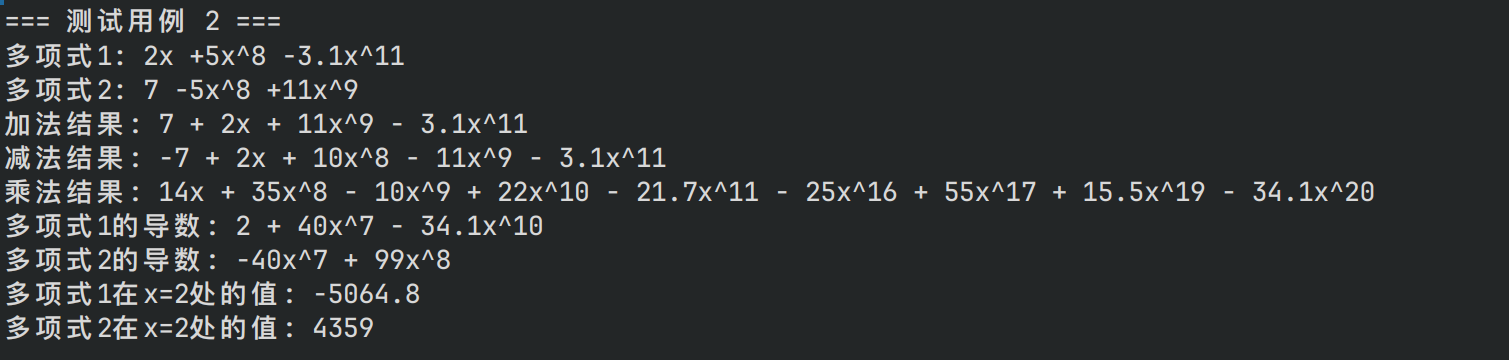 === 测试用例 2 ===
多项式1: 2x +5x^8 -3.1x^11
多项式2: 7 -5x^8 +11x^9
加法结果: 7 + 2x + 11x^9 - 3.1x^11
减法结果: -7 + 2x + 10x^8 - 11x^9 - 3.1x^11
乘法结果: 14x + 35x^8 - 10x^9 + 22x^10 - 21.7x^11 - 25x^16 + 55x^17 + 15.5x^19 - 34.1x^20
多项式1的导数: 2 + 40x^7 - 34.1x^10
多项式2的导数: -40x^7 + 99x^8
多项式1在x=2处的值: -5064.8
多项式2在x=2处的值: 4359